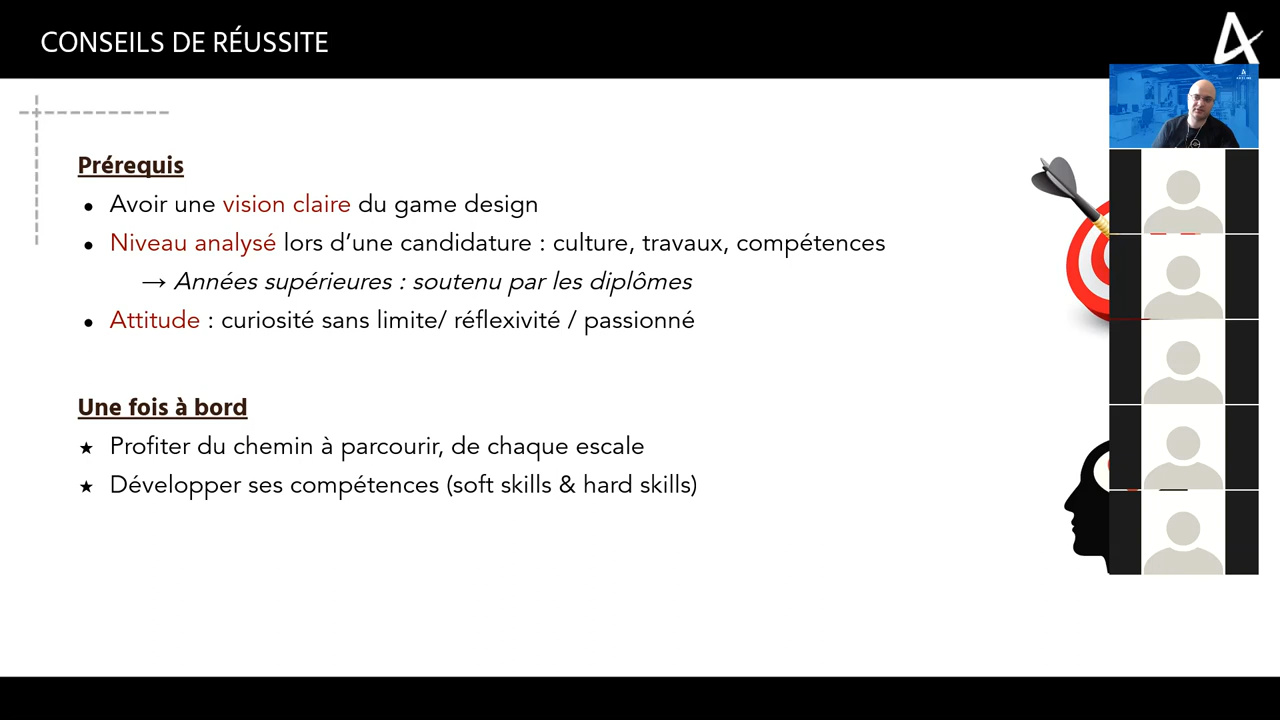 CONSEILS DE RÉUSSITE
Prérequis
● Avoir une vision claire du game design
● Niveau analysé lors d’une candidature : culture, travaux, compétences
→ Années supérieures : soutenu par les diplômes
● Attitude : curiosité sans limite/ réflexivité / passionné
Une fois à bord
★ Profiter du chemin à parcourir, de chaque escale
★ Développer ses compétences (soft skills & hard skills)